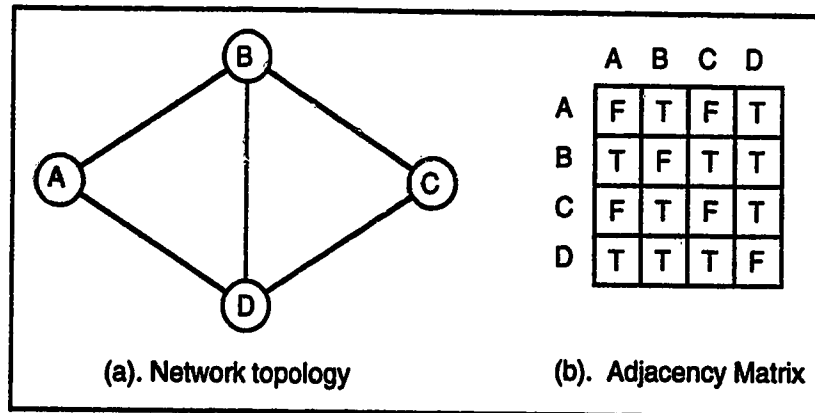 B
A
C
D
(a). Network topology
A B C D
A F T F T
B T F T T
C F T F T
D T T T F
(b). Adjacency Matrix